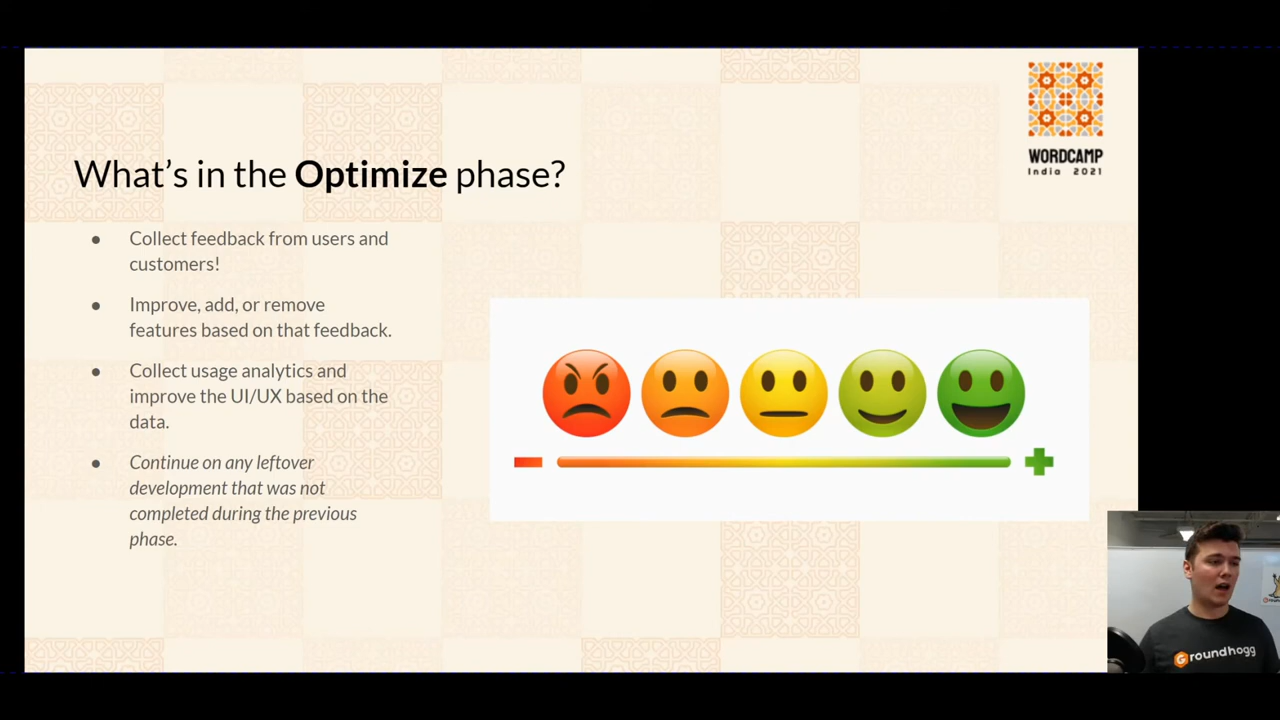 WORDCAMP
India 2021
What's in the Optimize phase?
● Collect feedback from users and
customers!
● Improve, add, or remove
features based on that feedback.
● Collect usage analytics and
improve the UI/UX based on the
data.
● Continue on any leftover
development that was not
completed during the previous
phase.
Groundhogg